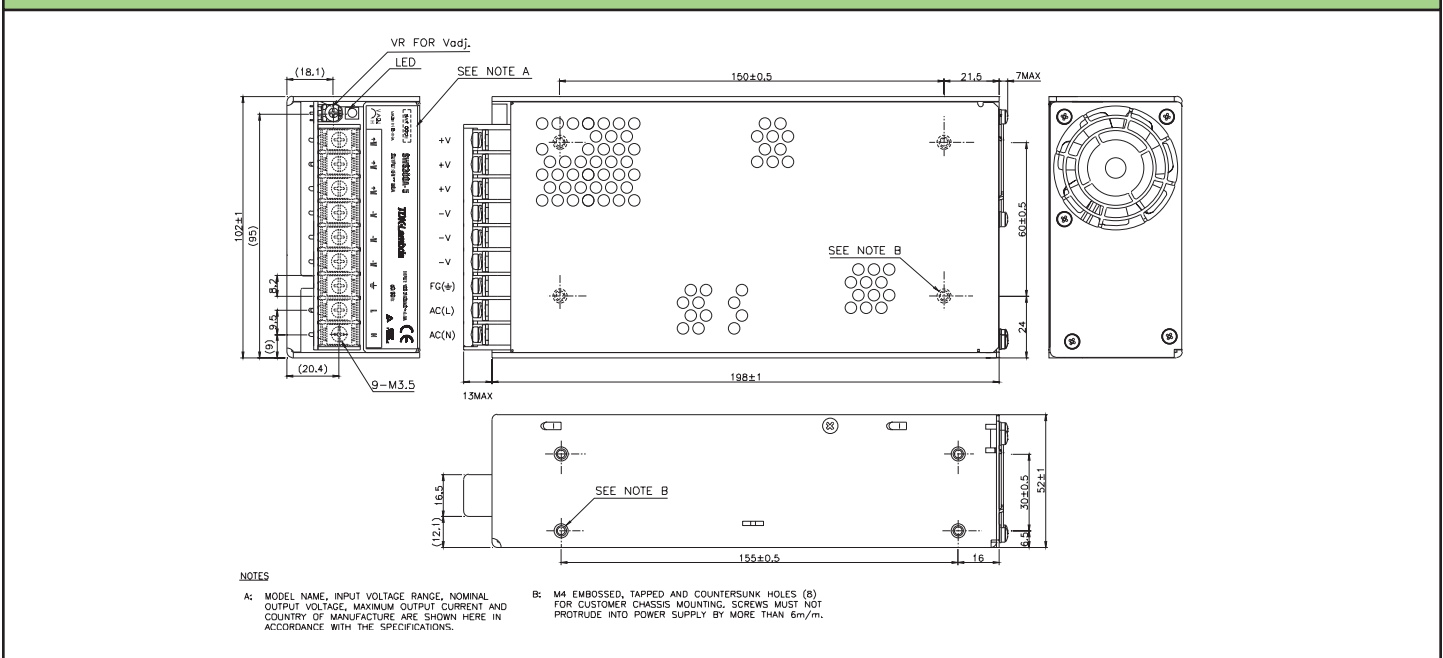 VR FOR Vadj.
LED
SEE NOTE A
(18.1)
150±0.5
21.5
7MAX
+V
+V
+V
-V
-V
-V
FG(⏚)
AC(L)
AC(N)
102±1
(95)
8.2
9.5
(9)
(20.4)
9-M3.5
TDK-Lambda
CE
SEE NOTE B
60±0.5
24
198±1
13MAX
16.5
(12.1)
SEE NOTE B
155±0.5
16
30±0.5
6.5
52±1
NOTES
A: MODEL NAME, INPUT VOLTAGE RANGE, NOMINAL
OUTPUT VOLTAGE, MAXIMUM OUTPUT CURRENT AND
COUNTRY OF MANUFACTURE ARE SHOWN HERE IN
ACCORDANCE WITH THE SPECIFICATIONS.
B: M4 EMBOSSED, TAPPED AND COUNTERSUNK HOLES (8)
FOR CUSTOMER CHASSIS MOUNTING. SCREWS MUST NOT
PROTRUDE INTO POWER SUPPLY BY MORE THAN 6m/m.